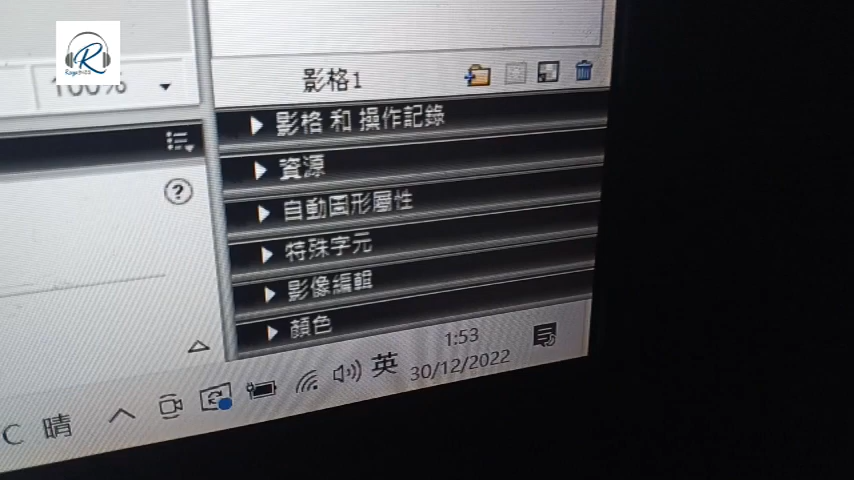 R
100%
影格1
影格 和 操作記錄
資源
自動圖形屬性
特殊字元
影像編輯
顏色
?
C 晴
英
1:53
30/12/2022